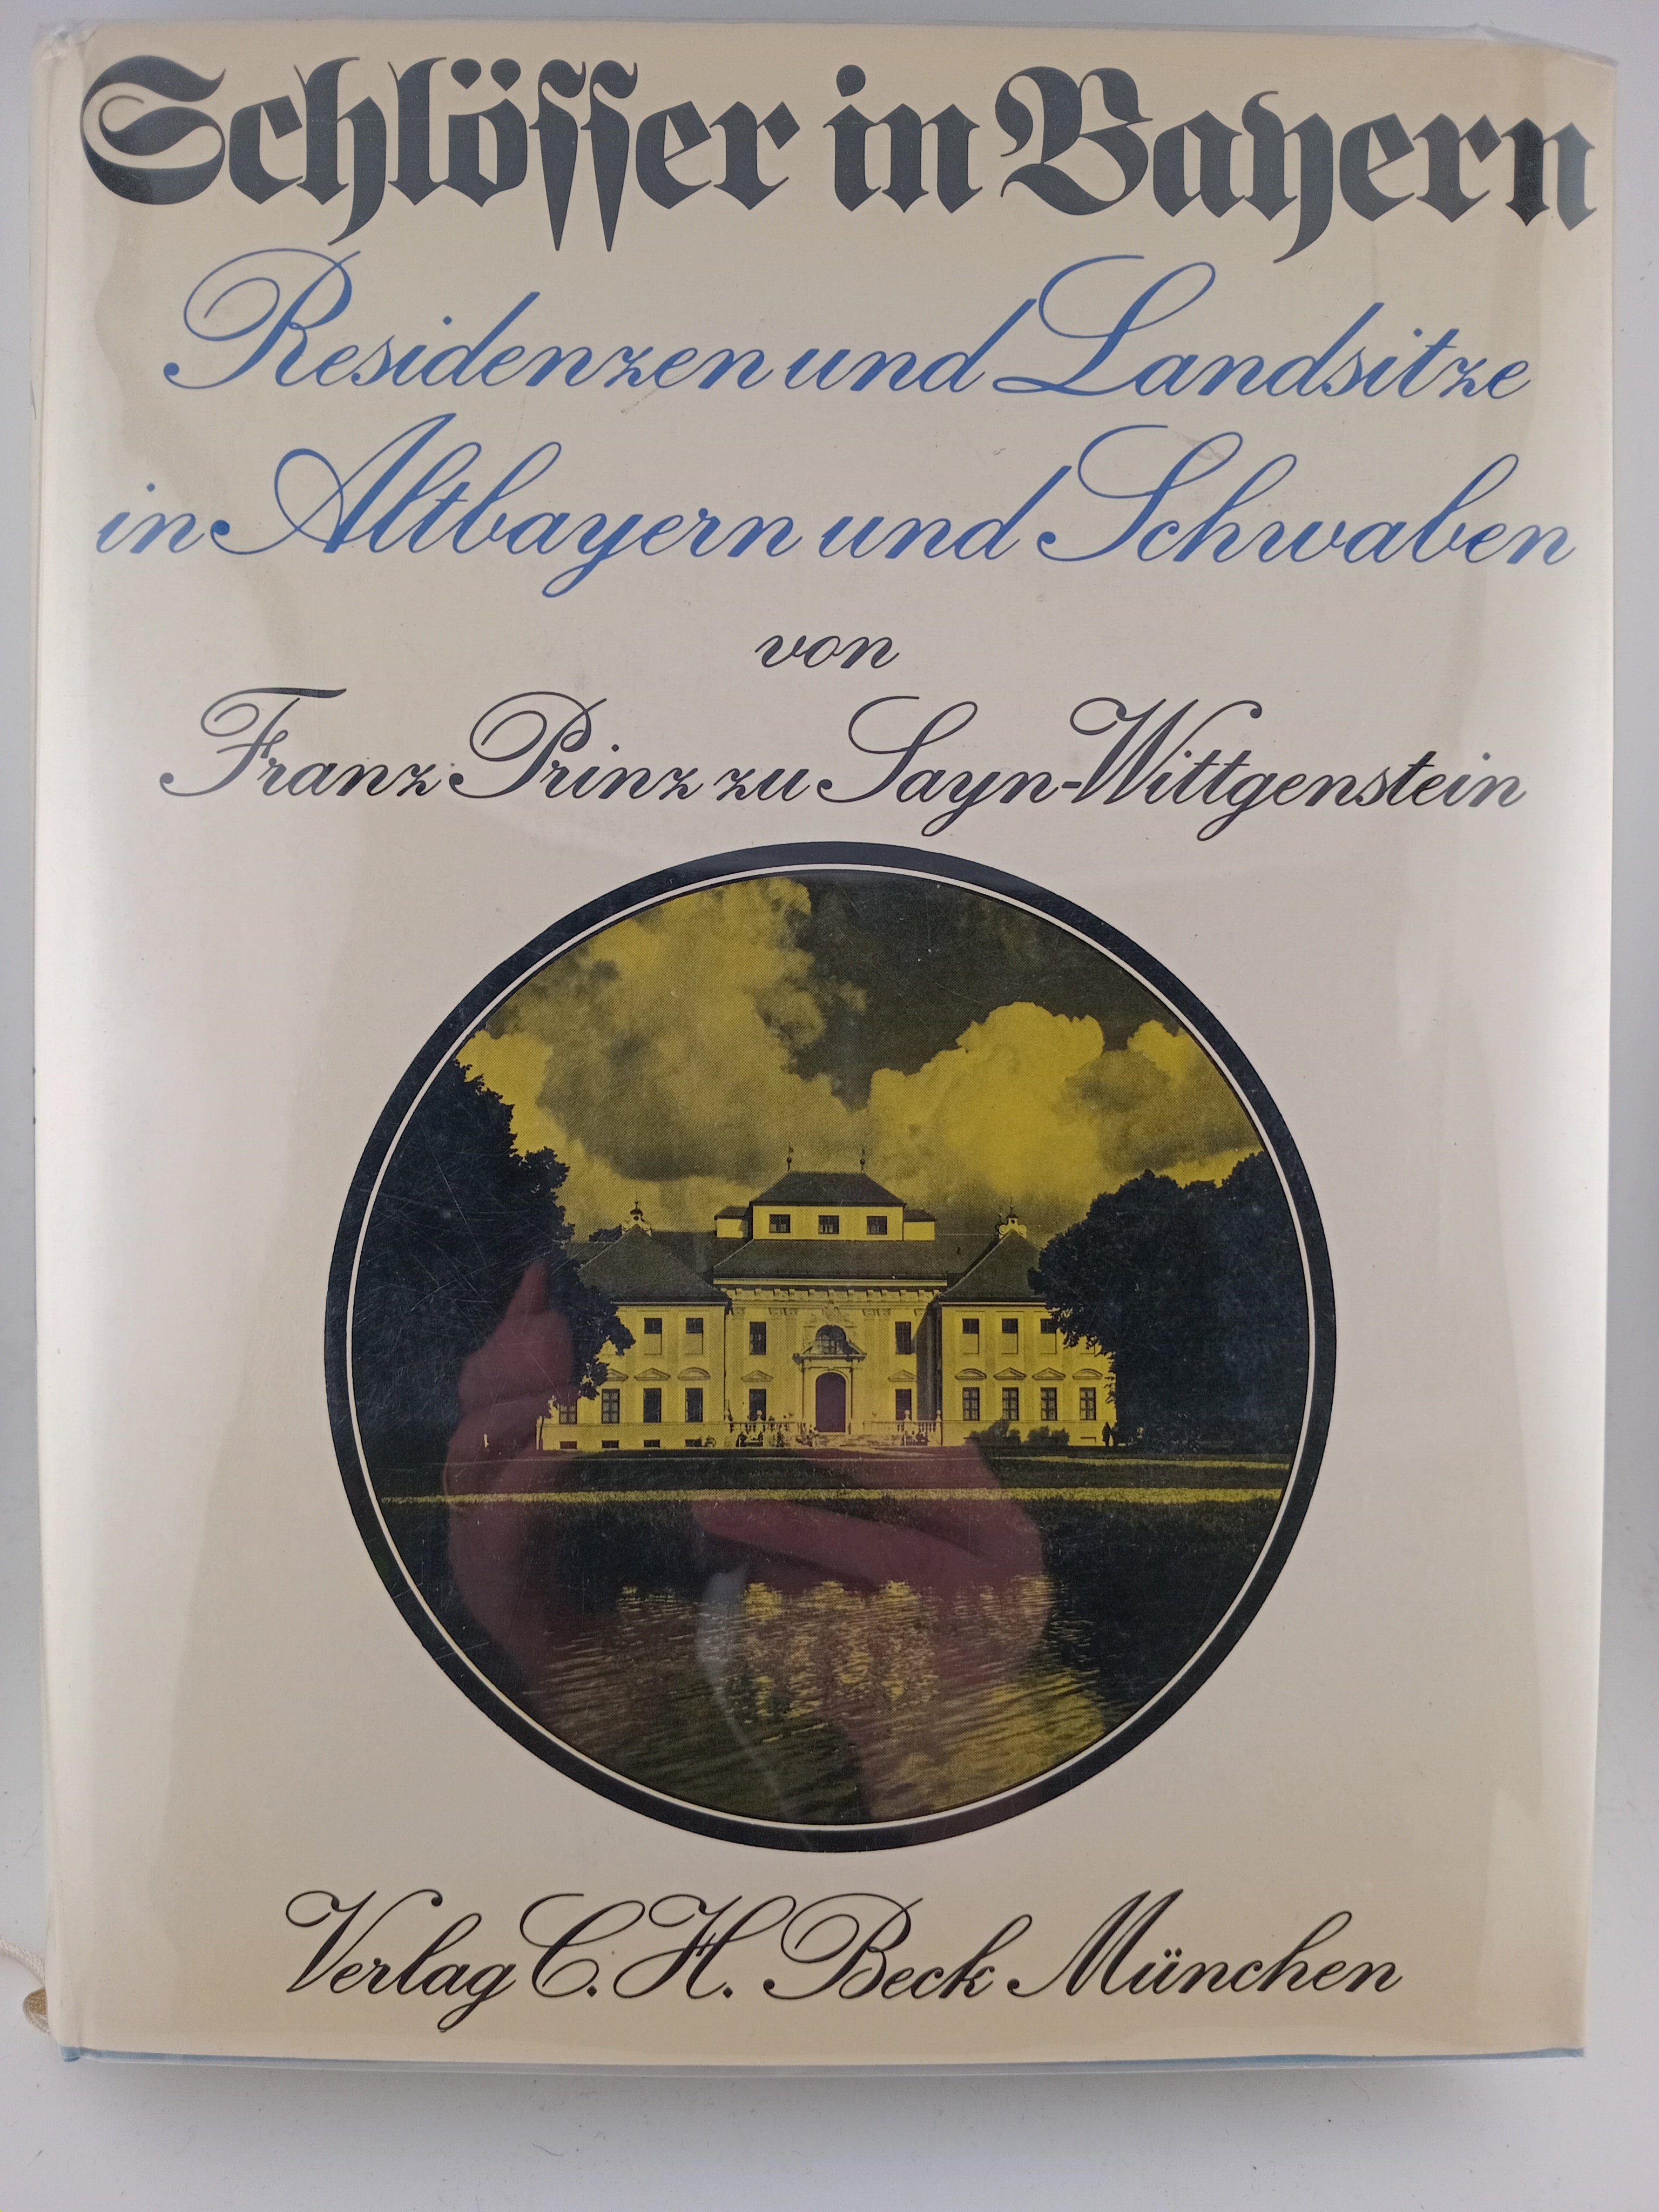 Schlösser in Bayern
Residenzen und Landsitze
in Altbayern und Schwaben
von
Franz Prinz zu Sayn-Wittgenstein
Verlag C. H. Beck München